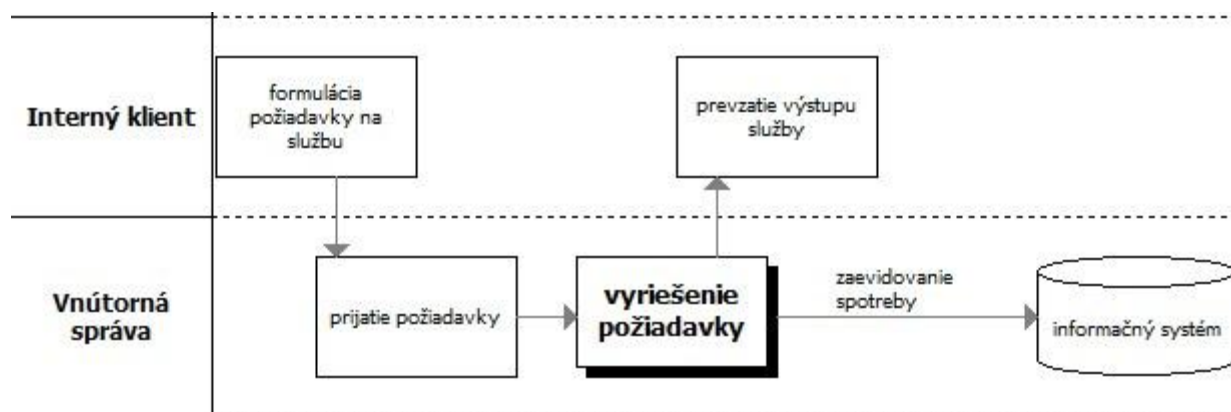 Interný klient
formulácia
požiadavky na
službu
prevzatie výstupu
služby
Vnútorná
správa
prijatie požiadavky
vyriešenie
požiadavky
zaevidovanie
spotreby
informačný systém